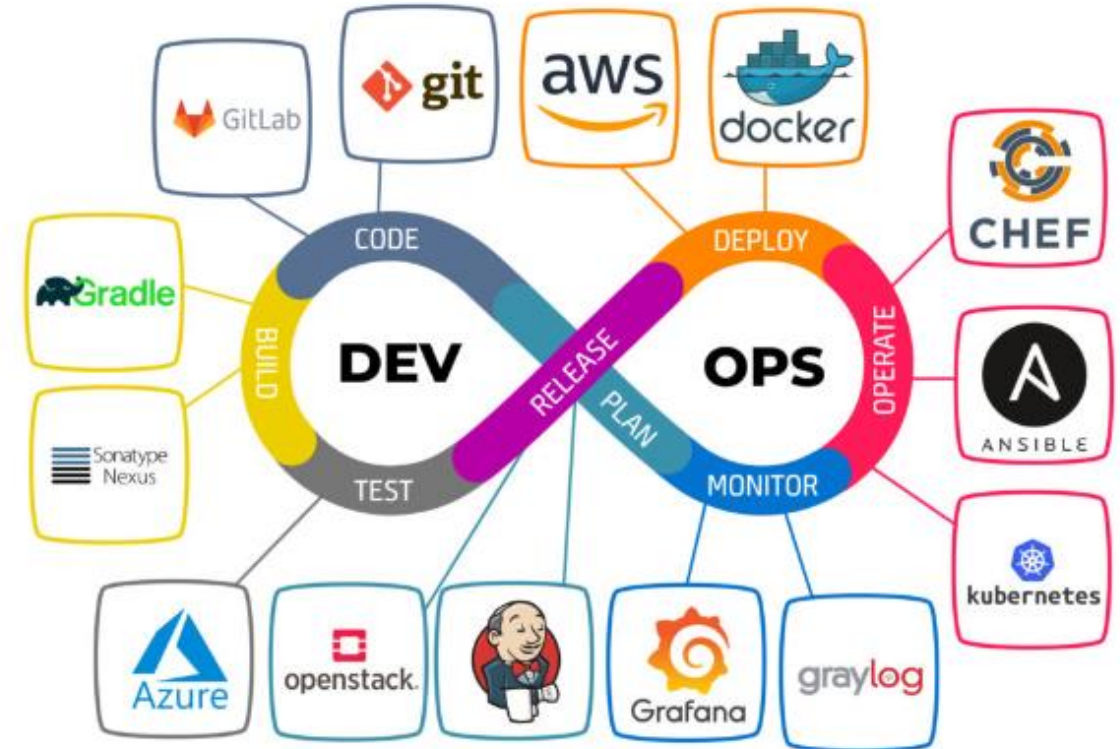 GitLab
git
aws
docker
CHEF
CODE
DEPLOY
Gradle
BUILD
DEV
RELEASE
OPS
OPERATE
PLAN
ANSIBLE
Sonatype
Nexus
TEST
MONITOR
kubernetes
Azure
openstack.
Grafana
graylog